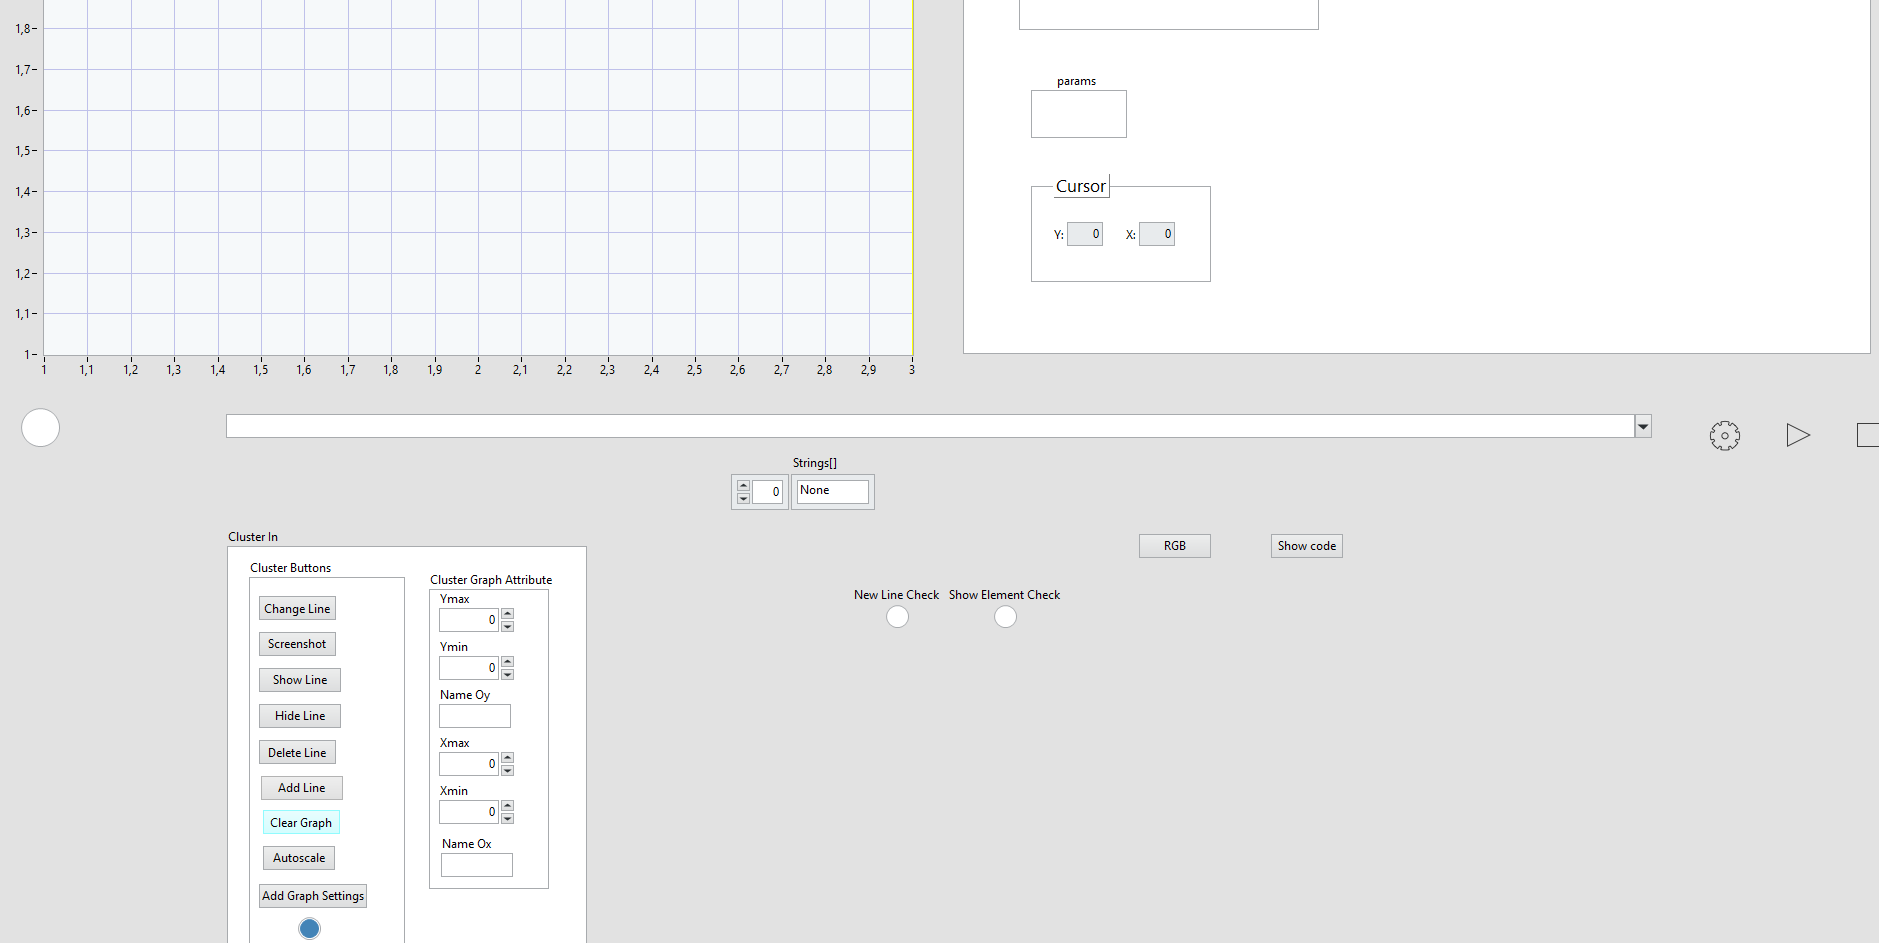 1,8
1,7
params
1,6
1,5
1,4
Cursor
1,3
Y: 0 X: 0
1,2
1,1
1
1 1,1 1,2 1,3 1,4 1,5 1,6 1,7 1,8 1,9 2 2,1 2,2 2,3 2,4 2,5 2,6 2,7 2,8 2,9 3
Strings[]
0 None
Cluster In
RGB Show code
Cluster Buttons
Change Line
Screenshot
Show Line
Hide Line
Delete Line
Add Line
Clear Graph
Autoscale
Add Graph Settings
Cluster Graph Attribute
Ymax
0
Ymin
0
Name Oy
Xmax
0
Xmin
0
Name Ox
New Line Check Show Element Check